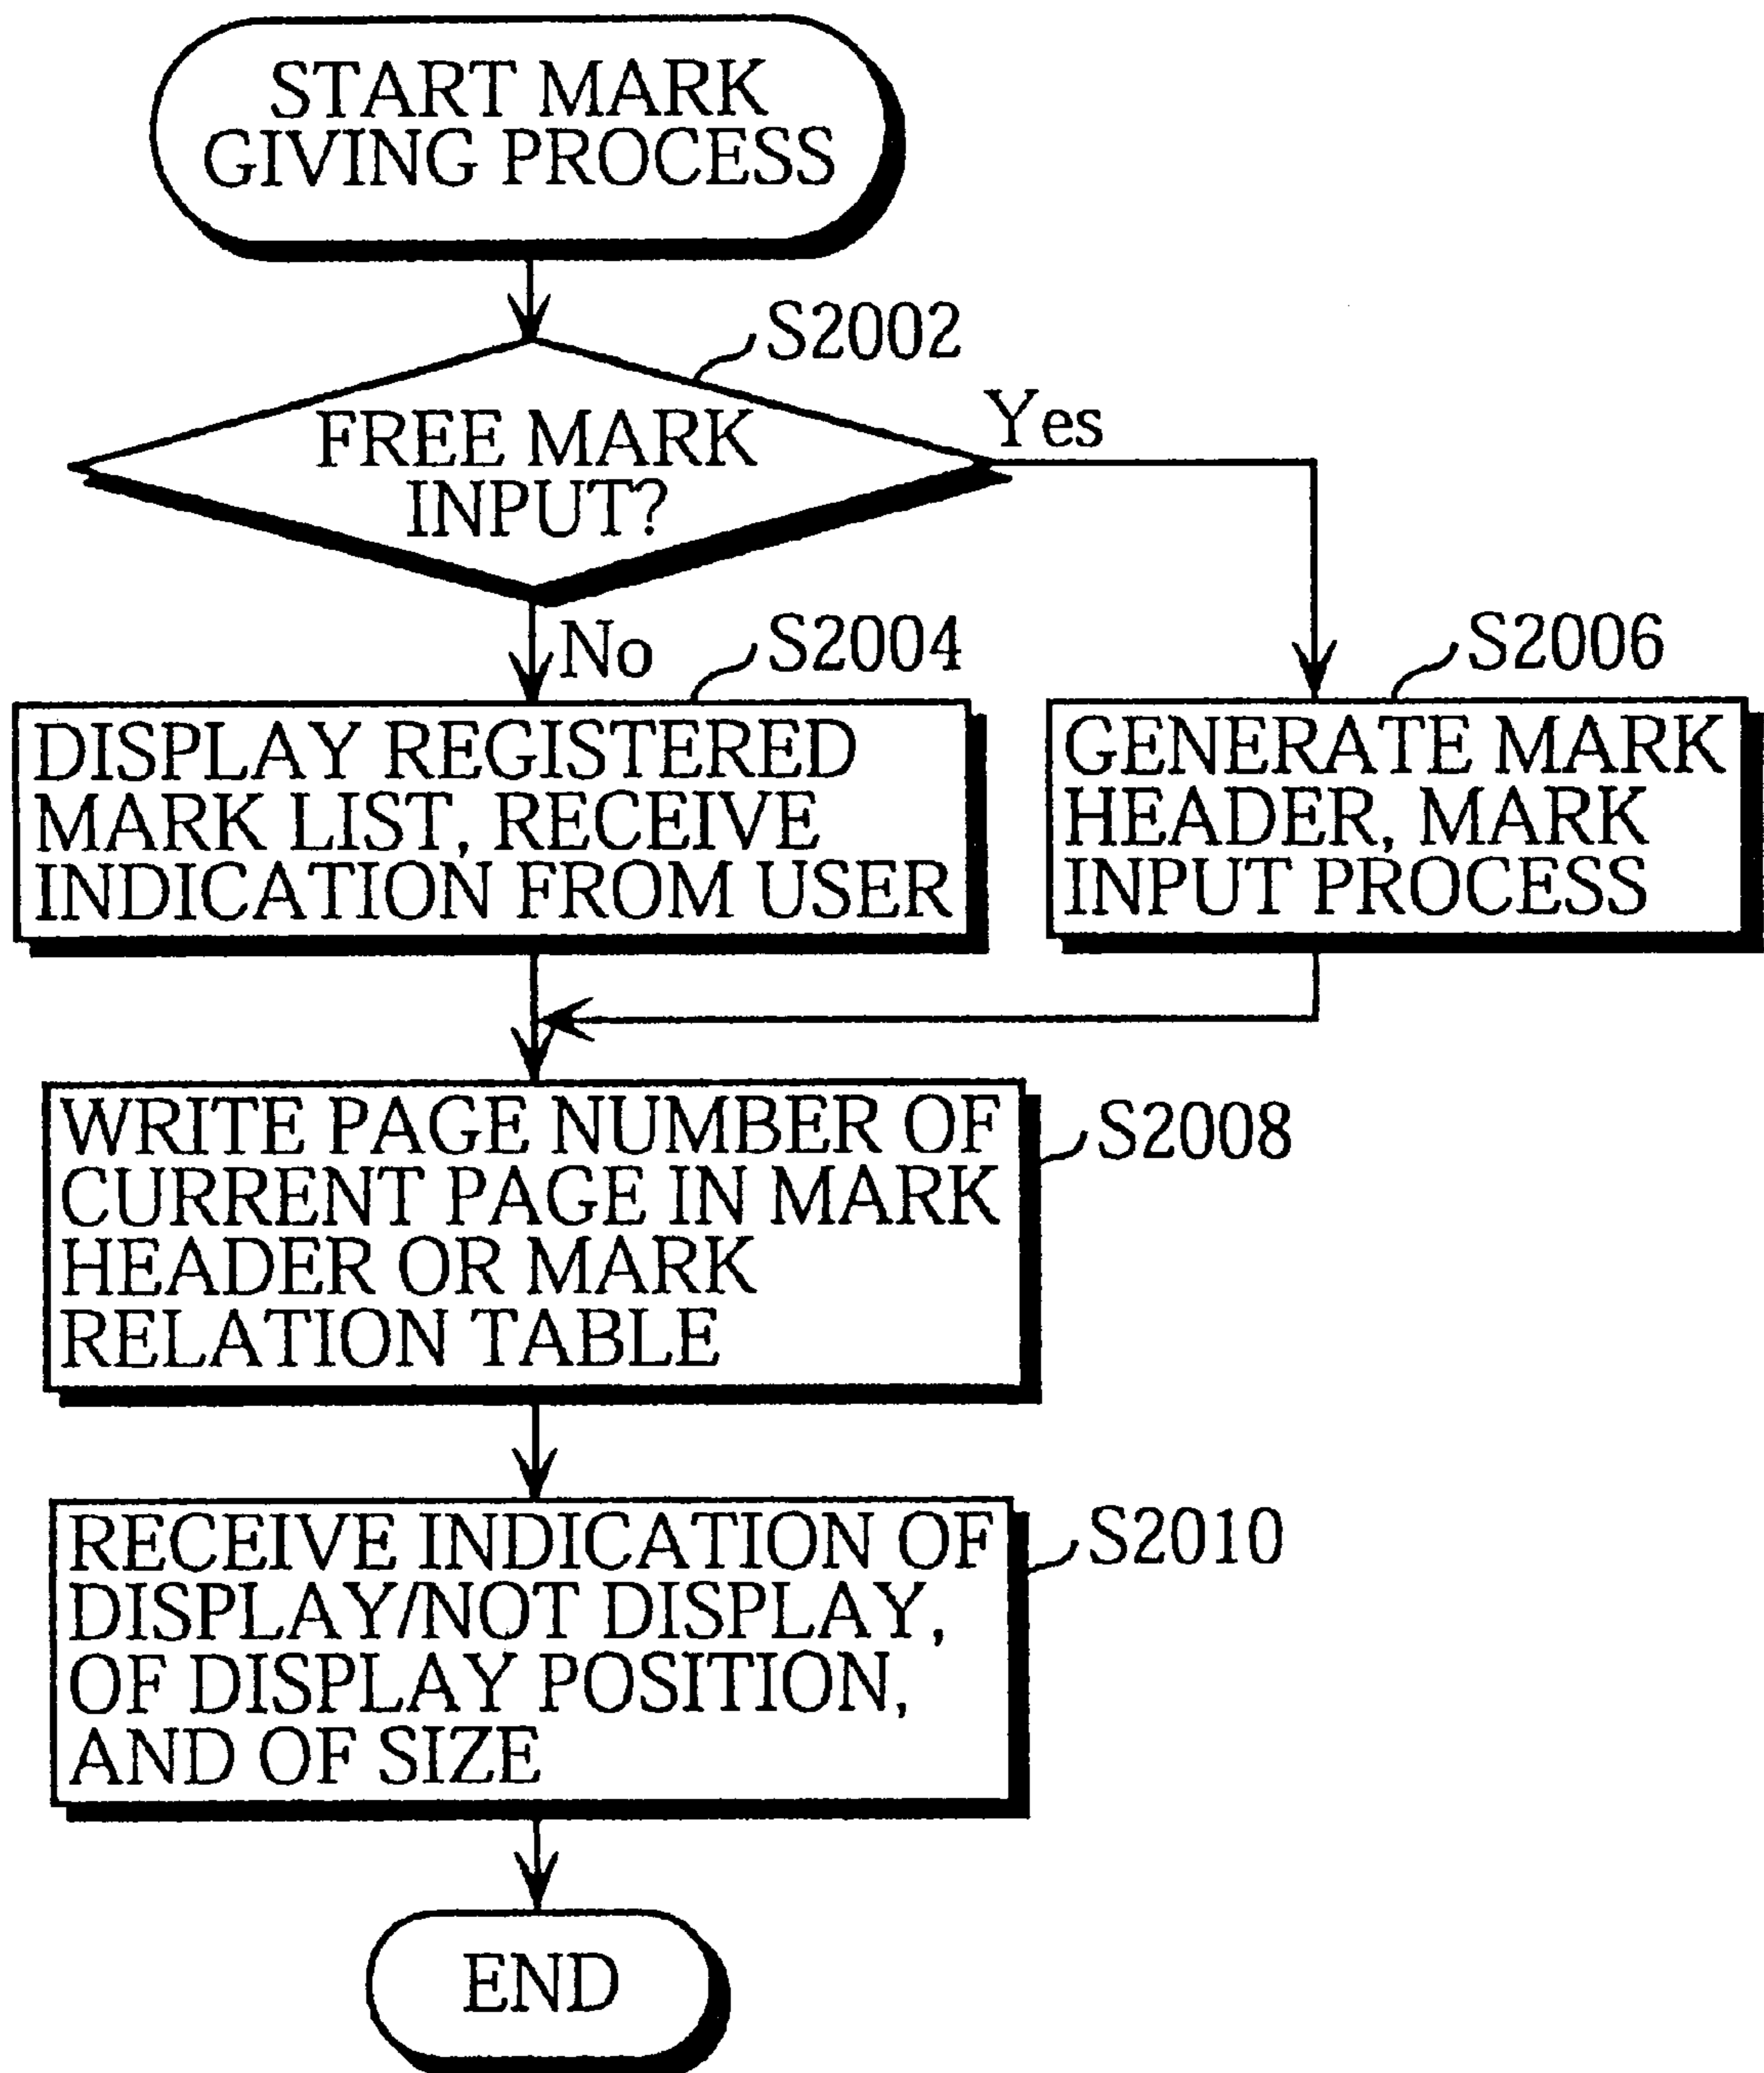 START MARK
GIVING PROCESS
S2002
FREE MARK
INPUT?
Yes
No
S2004
DISPLAY REGISTERED
MARK LIST, RECEIVE
INDICATION FROM USER
S2006
GENERATE MARK
HEADER, MARK
INPUT PROCESS
WRITE PAGE NUMBER OF
CURRENT PAGE IN MARK
HEADER OR MARK
RELATION TABLE
S2008
RECEIVE INDICATION OF
DISPLAY/NOT DISPLAY,
OF DISPLAY POSITION,
AND OF SIZE
S2010
END